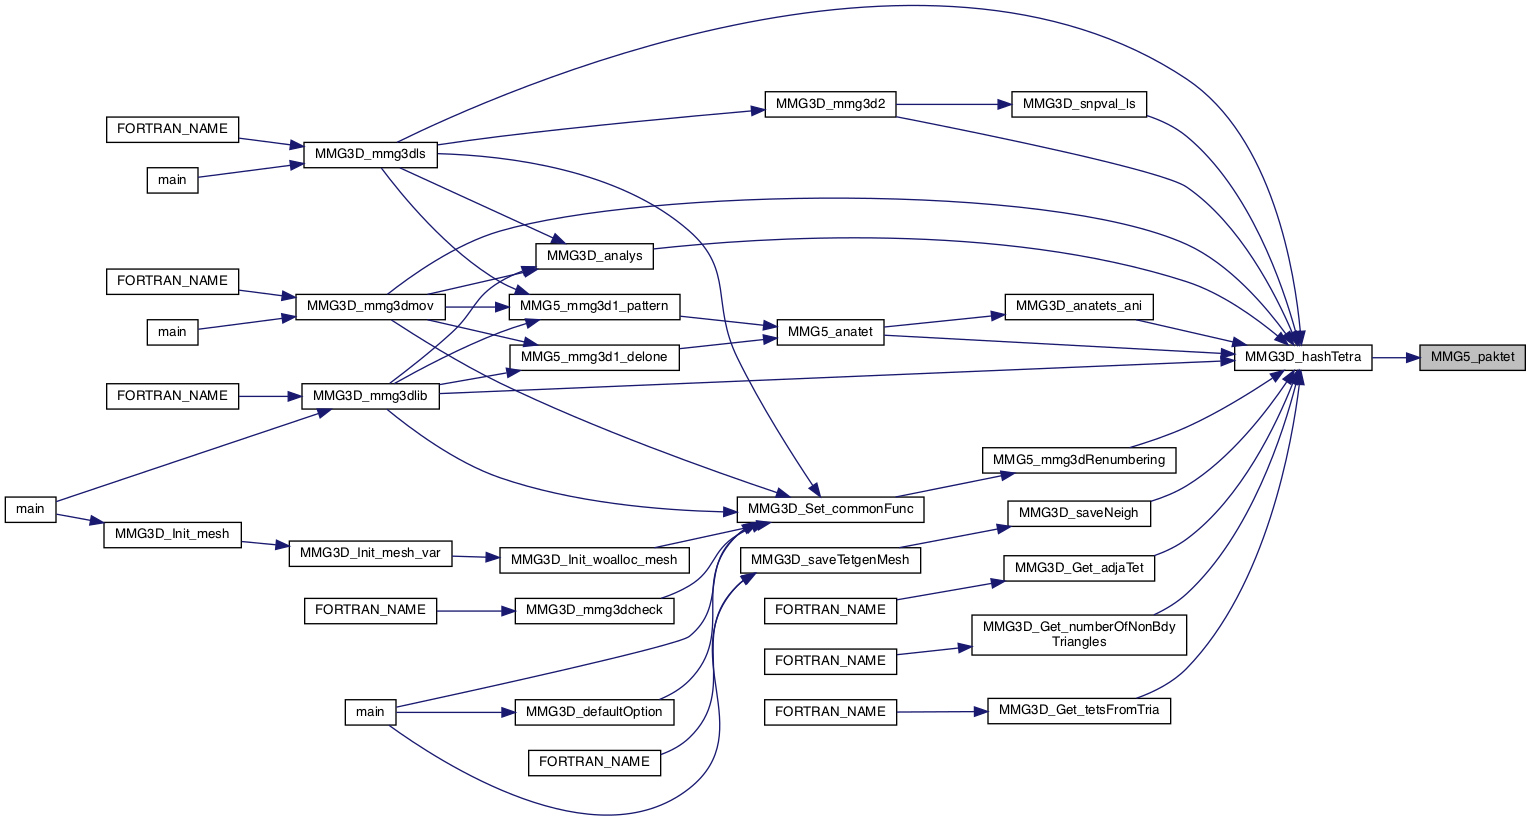 MMG3D_mmg3d2
MMG3D_snpval_ls
FORTRAN_NAME
MMG3D_mmg3dls
main
MMG3D_analys
FORTRAN_NAME
MMG3D_mmg3dmov
MMG5_mmg3d1_pattern
MMG3D_anatets_ani
main
MMG5_anatet
MMG5_mmg3d1_delone
MMG3D_hashTetra
MMG5_paktet
FORTRAN_NAME
MMG3D_mmg3dlib
MMG5_mmg3dRenumbering
main
MMG3D_Set_commonFunc
MMG3D_saveNeigh
MMG3D_Init_mesh
MMG3D_Init_mesh_var
MMG3D_Init_woalloc_mesh
MMG3D_saveTetgenMesh
MMG3D_Get_adjaTet
FORTRAN_NAME
MMG3D_mmg3dcheck
FORTRAN_NAME
MMG3D_Get_numberOfNonBdy
Triangles
FORTRAN_NAME
main
MMG3D_defaultOption
FORTRAN_NAME
MMG3D_Get_tetsFromTria
FORTRAN_NAME